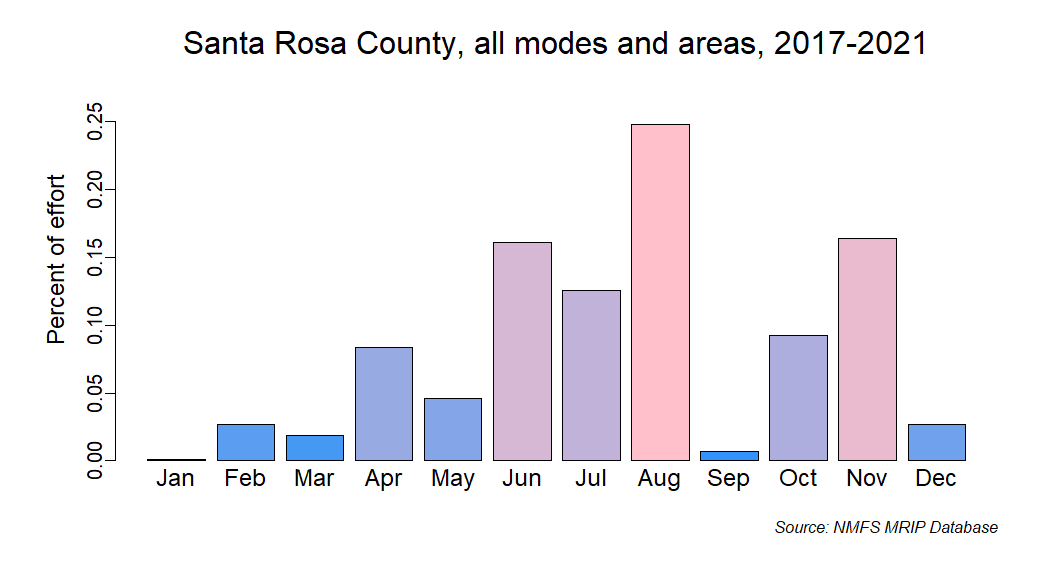 Santa Rosa County, all modes and areas, 2017-2021
Percent of effort
0.25
0.20
0.15
0.10
0.05
0.00
Jan Feb Mar Apr May Jun Jul Aug Sep Oct Nov Dec
Source: NMFS MRIP Database